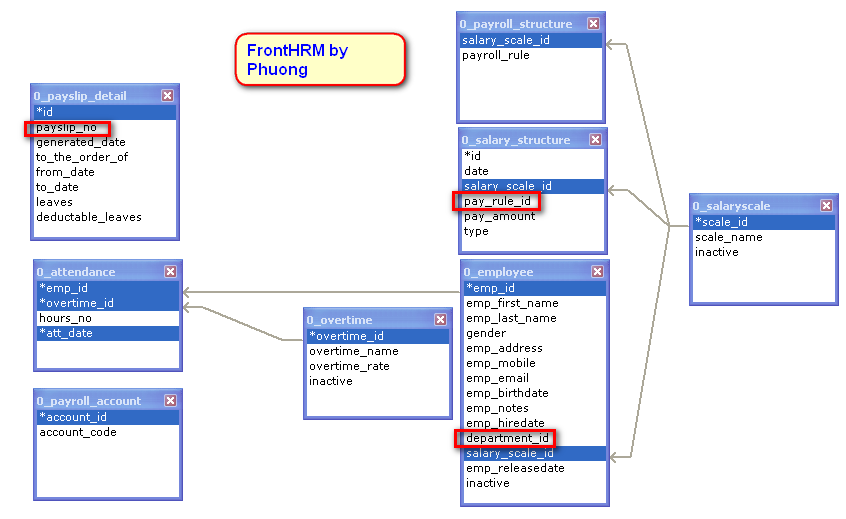 FrontHRM by
Phuong
0_payroll_structure
salary_scale_id
payroll_rule
0_payslip_detail
*id
payslip_no
generated_date
to_the_order_of
from_date
to_date
leaves
deductable_leaves
0_salary_structure
*id
date
salary_scale_id
pay_rule_id
pay_amount
type
0_salaryscale
*scale_id
scale_name
inactive
0_attendance
*emp_id
*overtime_id
hours_no
*att_date
0_employee
*emp_id
emp_first_name
emp_last_name
gender
emp_address
emp_mobile
emp_email
emp_birthdate
emp_notes
emp_hiredate
department_id
salary_scale_id
emp_releasedate
inactive
0_overtime
*overtime_id
overtime_name
overtime_rate
inactive
0_payroll_account
*account_id
account_code